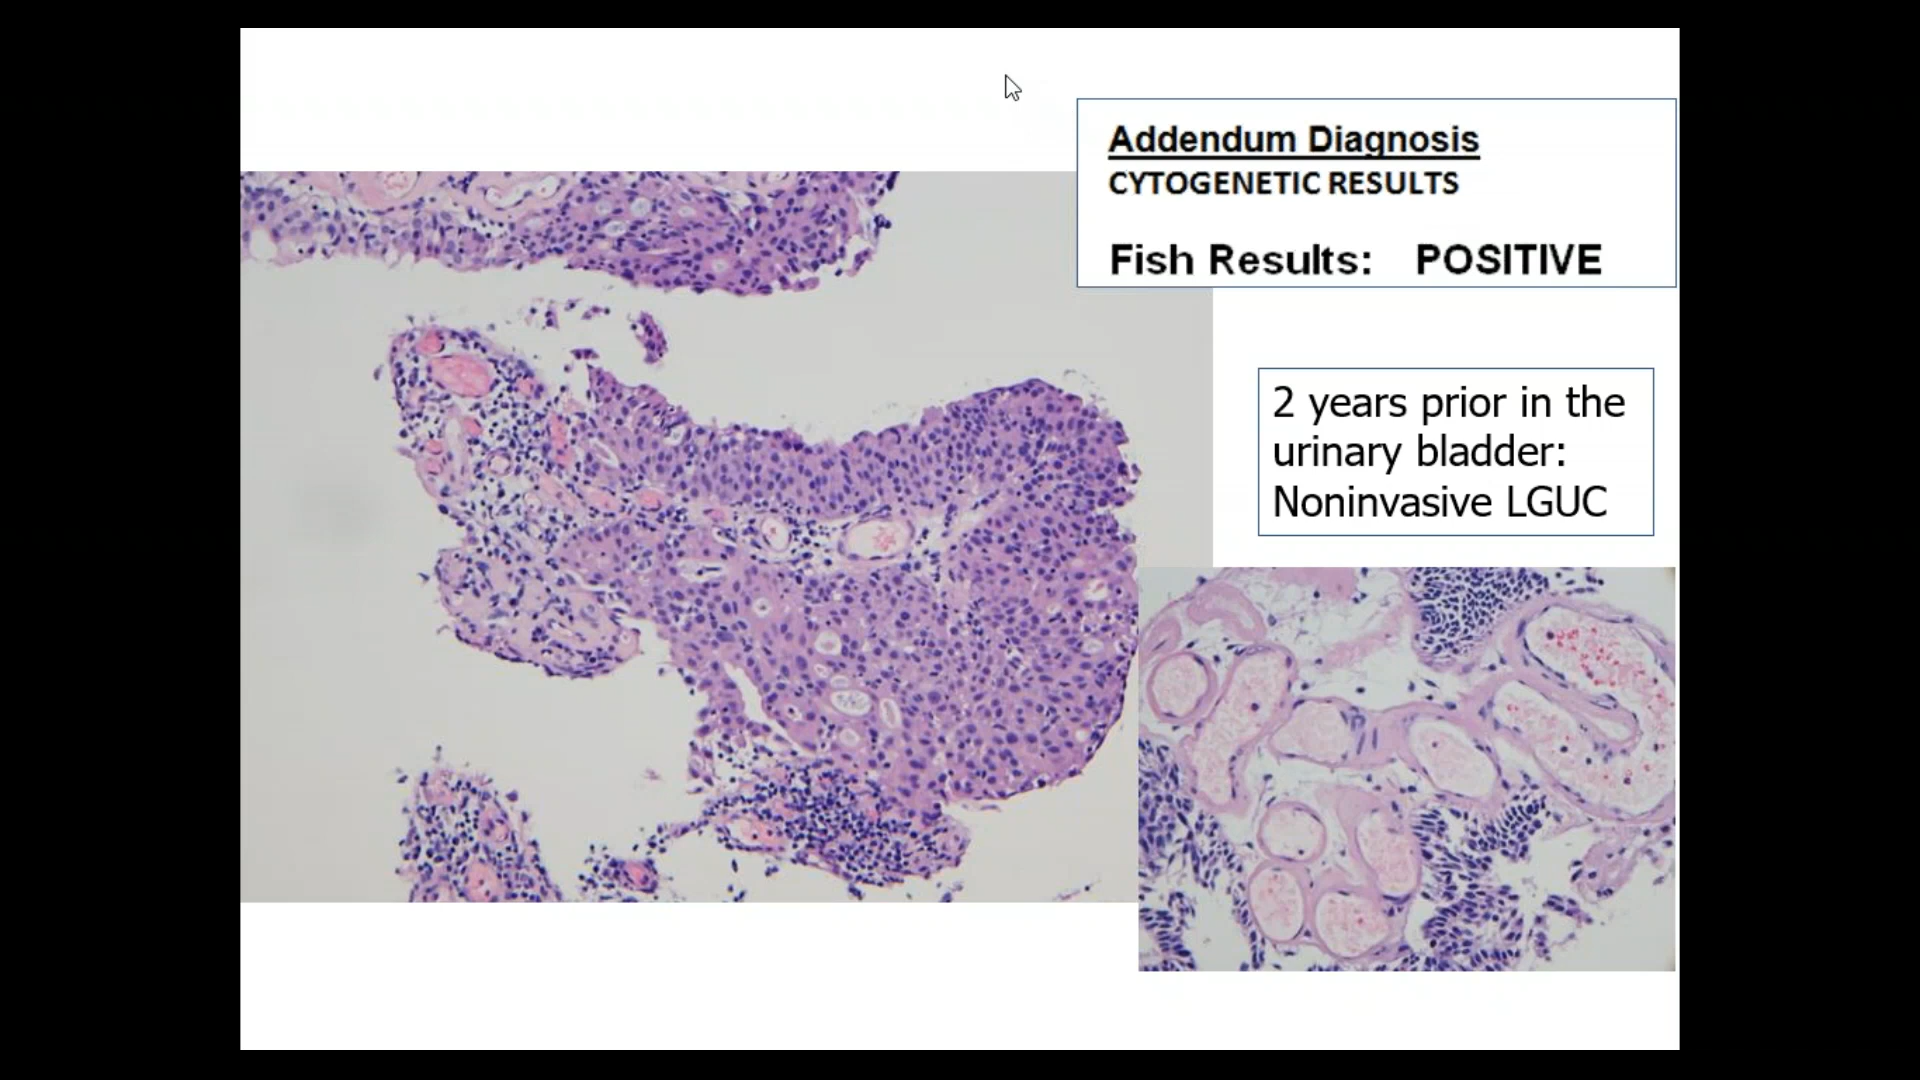 Addendum Diagnosis
CYTOGENETIC RESULTS
Fish Results: POSITIVE
2 years prior in the
urinary bladder:
Noninvasive LGUC